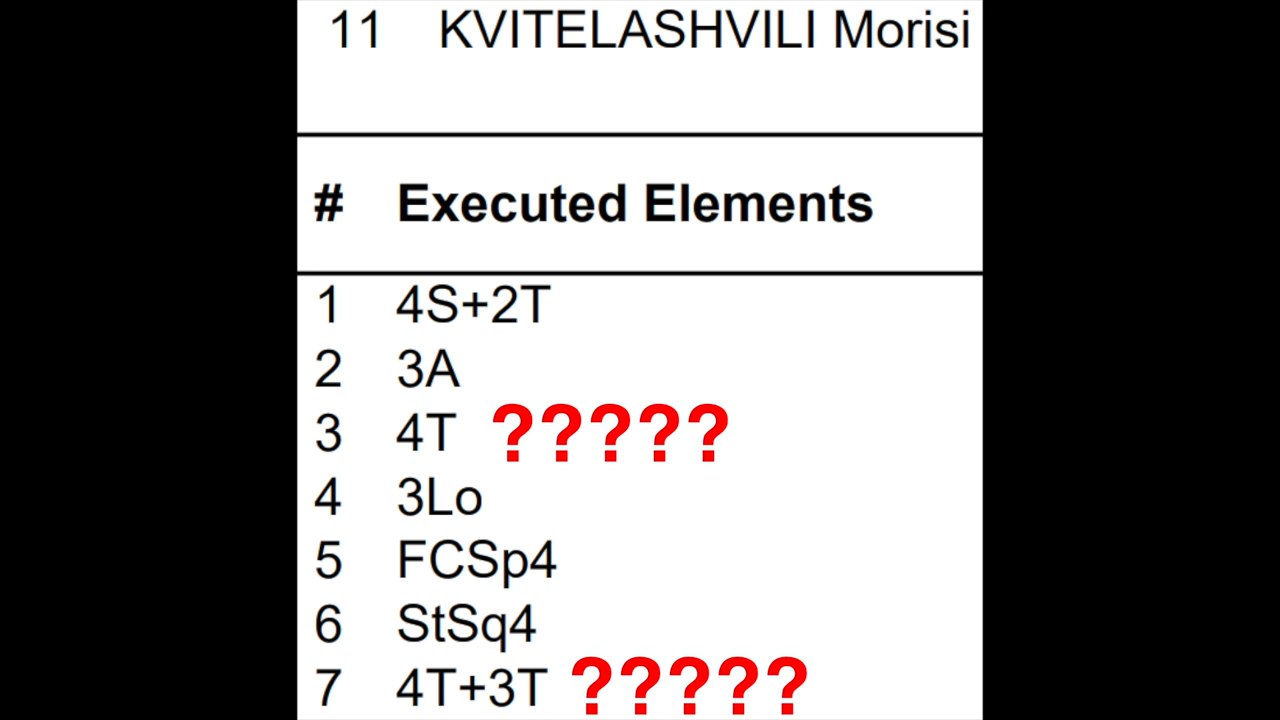 11 KVITELASHVILI Morisi
# Executed Elements
1 4S+2T
2 3A
3 4T ?????
4 3Lo
5 FCSp4
6 StSq4
7 4T+3T ?????